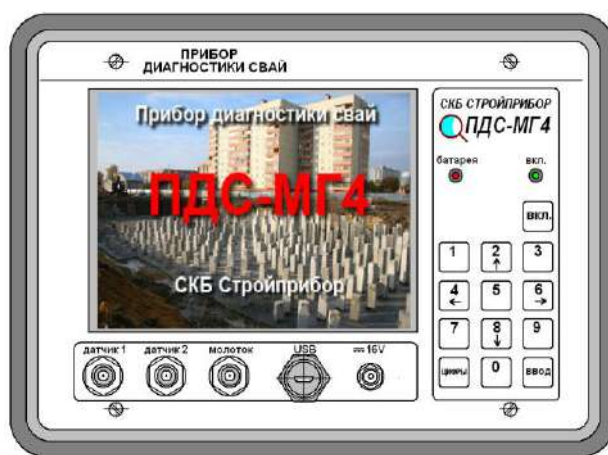 ПРИБОР
ДИАГНОСТИКИ СВАЙ
Прибор диагностики свай
ПДС-МГ4
СКБ Стройприбор
СКБ СТРОЙПРИБОР
ПДС-МГ4
батарея вкл.
ВКЛ.
1 2 3
4 5 6
7 8 9
ЦИФРЫ 0 ВВОД
датчик 1 датчик 2 молоток USB 16V